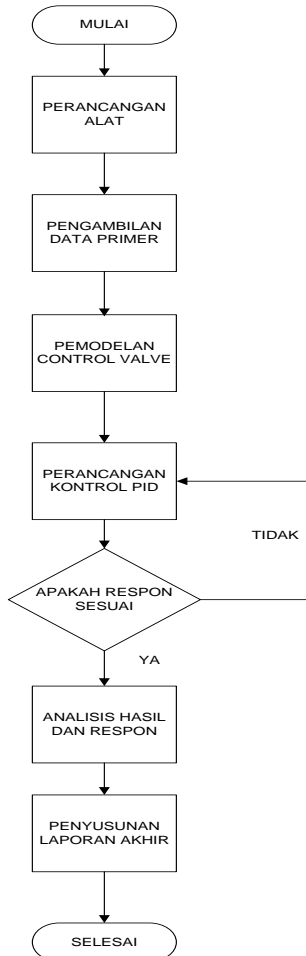 MULAI
PERANCANGAN
ALAT
PENGAMBILAN
DATA PRIMER
PEMODELAN
CONTROL VALVE
PERANCANGAN
KONTROL PID
TIDAK
APAKAH RESPON
SESUAI
YA
ANALISIS HASIL
DAN RESPON
PENYUSUNAN
LAPORAN AKHIR
SELESAI